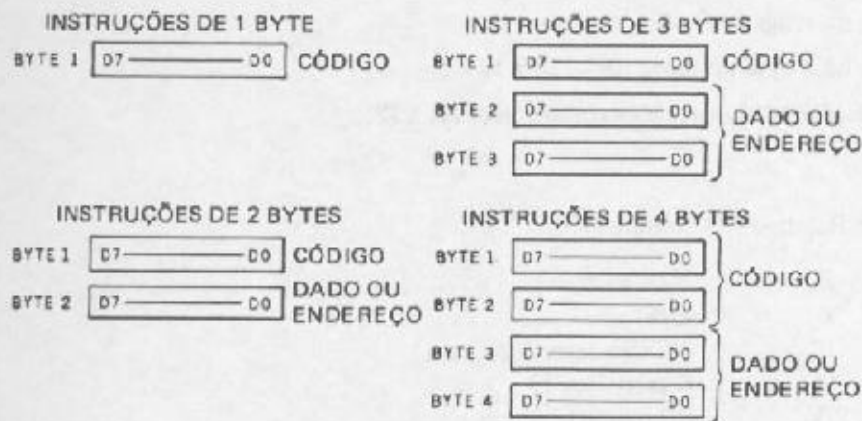 INSTRUÇÕES DE 1 BYTE
BYTE 1 D7 D0 CÓDIGO
INSTRUÇÕES DE 2 BYTES
BYTE 1 D7 D0 CÓDIGO
BYTE 2 D7 D0 DADO OU
ENDEREÇO
INSTRUÇÕES DE 3 BYTES
BYTE 1 D7 D0 CÓDIGO
BYTE 2 D7 D0
DADO OU
ENDEREÇO
BYTE 3 D7 D0
INSTRUÇÕES DE 4 BYTES
BYTE 1 D7 D0
CÓDIGO
BYTE 2 D7 D0
BYTE 3 D7 D0
DADO OU
ENDEREÇO
BYTE 4 D7 D0